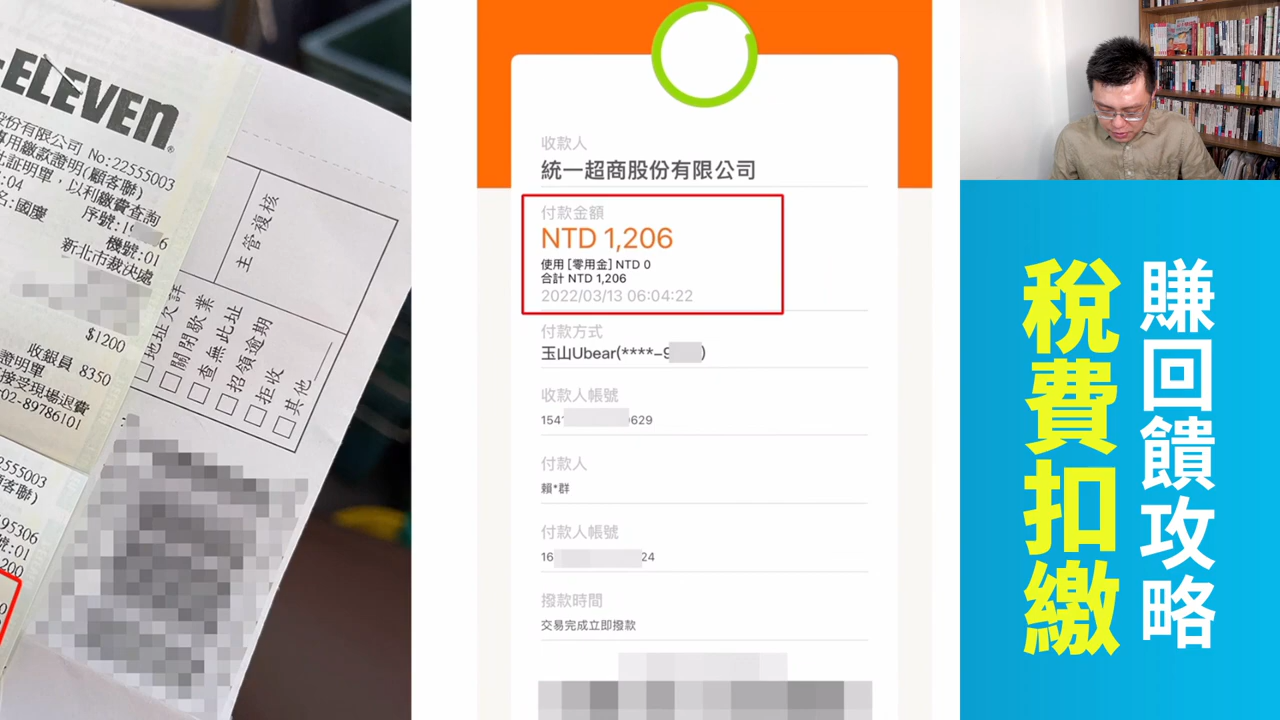 -ELEVEN
股份有限公司 No:22555003
專用繳款證明(顧客聯)
此証明單，以利繳費查詢
:04
名:國慶
序號:19 6
機號:01
新北市裁決處
$1200
收銀員 8350
證明單
接受現場退費
:02-89786101
2555003
顧客聯)
195306
號:01
200
主管複核
地址欠詳
關閉歇業
查無此址
招領逾期
拒收
其他
收款人
統一超商股份有限公司
付款金額
NTD 1,206
使用 [零用金] NTD 0
合計 NTD 1,206
2022/03/13 06:04:22
付款方式
玉山Ubear(****-9 )
收款人帳號
154 629
付款人
賴*群
付款人帳號
16 24
撥款時間
交易完成立即撥款
賺回饋攻略
稅費扣繳